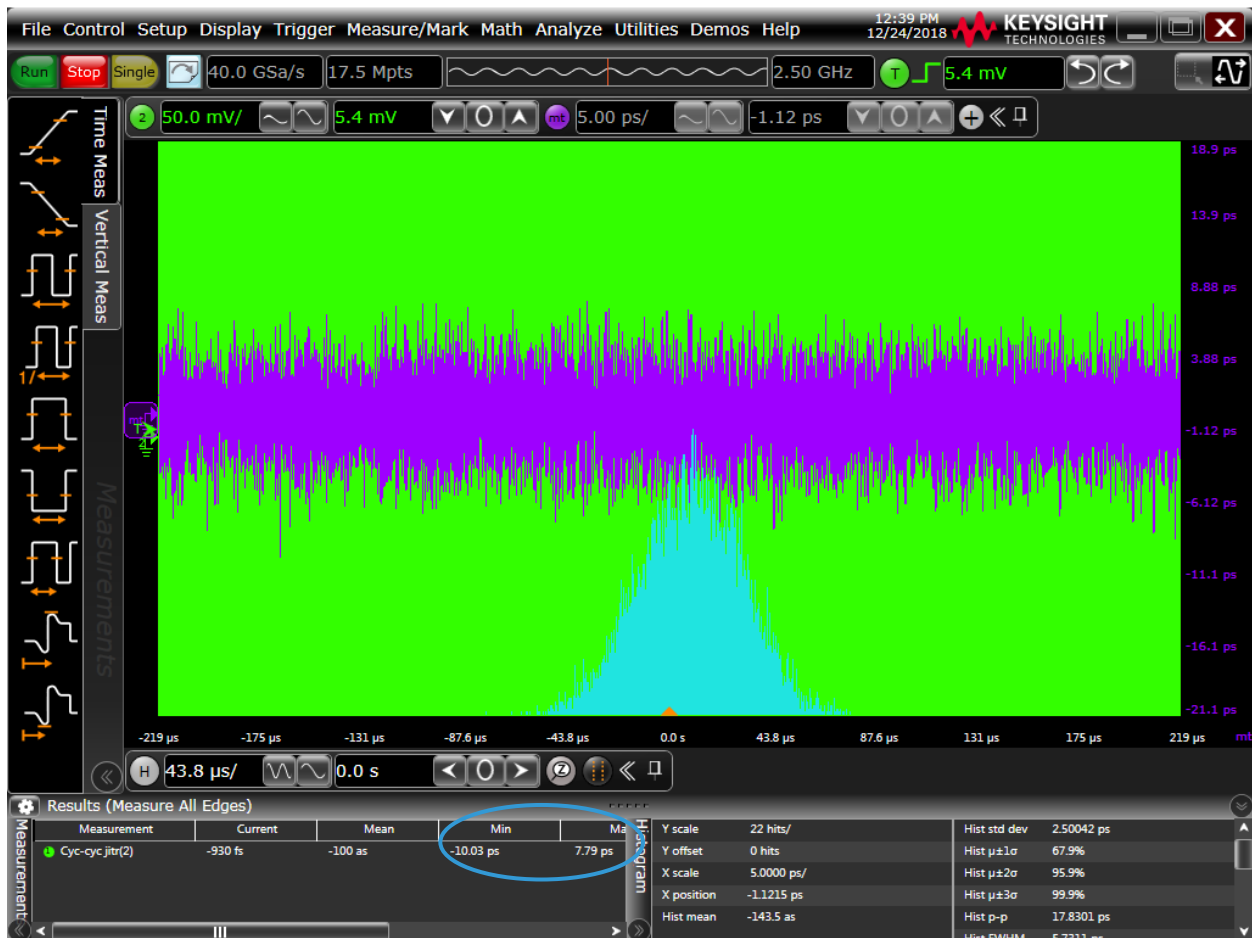 File Control Setup Display Trigger Measure/Mark Math Analyze Utilities Demos Help
12:39 PM
12/24/2018
KEYSIGHT
TECHNOLOGIES
Run Stop Single 40.0 GSa/s 17.5 Mpts 2.50 GHz T 5.4 mV
2 50.0 mV/ 5.4 mV 0 mt 5.00 ps/ -1.12 ps 0
Time Meas
Vertical Meas
Measurements
1/
18.9 ps
13.9 ps
8.88 ps
3.88 ps
-1.12 ps
-6.12 ps
-11.1 ps
-16.1 ps
-21.1 ps
mt
T
2
-219 µs -175 µs -131 µs -87.6 µs -43.8 µs 0.0 s 43.8 µs 87.6 µs 131 µs 175 µs 219 µs mt
H 43.8 µs/ 0.0 s 0 Z
Results (Measure All Edges)
Measurement
Measurement Current Mean Min Ma
Cyc-cyc jitr(2) -930 fs -100 as -10.03 ps 7.79 ps
Histogram
Y scale 22 hits/
Y offset 0 hits
X scale 5.0000 ps/
X position -1.1215 ps
Hist mean -143.5 as
Hist std dev 2.50042 ps
Hist µ±1σ 67.9%
Hist µ±2σ 95.9%
Hist µ±3σ 99.9%
Hist p-p 17.8301 ps